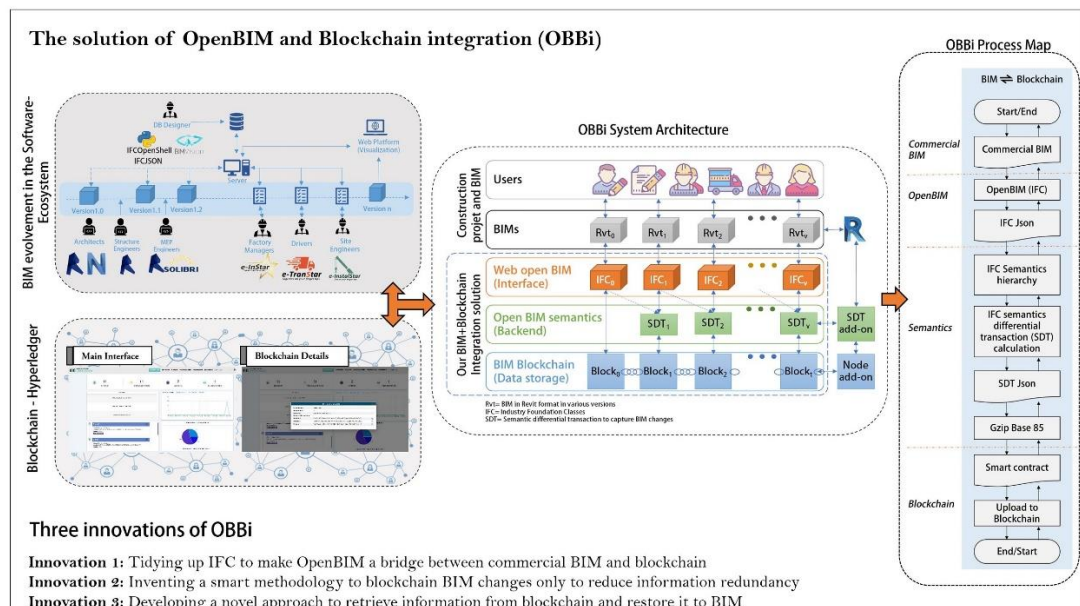 The solution of OpenBIM and Blockchain integration (OBBi)
BIM evolvement in the Software-
Ecosystem
DB Designer
IFCOpenShell
IFCJSON
BIMVision
Server
Web Platform
(Visualization)
Version1.0
Version1.1
Version1.2
Version n
Architects
Structure
Engineers
MEP
Engineers
SOLIBRI
Factory
Managers
Drivers
Site
Engineers
e-inStar
e-TranStar
e-InstalStar
Blockchain - Hyperledger
Main Interface
Blockchain Details
OBBi System Architecture
Construction
projet and BIM
Users
BIMs
Rvt0
Rvt1
Rvt2
Rvtv
R
Our BIM+Blockchain
Integration solution
Web open BIM
(Interface)
IFC0
IFC1
IFC2
IFCv
Open BIM semantics
(Backend)
SDT1
SDT2
SDTv
SDT
add-on
BIM Blockchain
(Data storage)
Block0
Block1
Block2
Blockt
Node
add-on
Rvt= BIM in Revit format in various versions
IFC= Industry Foundation Classes
SDT= Semantic differential transaction to capture BIM changes
OBBi Process Map
BIM ⇌ Blockchain
Start/End
Commercial
BIM
Commercial BIM
OpenBIM
OpenBIM (IFC)
IFC Json
IFC Semantics
hierarchy
Semantics
IFC semantics
differential
transaction (SDT)
calculation
SDT Json
Gzip Base 85
Smart contract
Blockchain
Upload to
Blockchain
End/Start
Three innovations of OBBi
Innovation 1: Tidying up IFC to make OpenBIM a bridge between commercial BIM and blockchain
Innovation 2: Inventing a smart methodology to blockchain BIM changes only to reduce information redundancy
Innovation 3: Developing a novel approach to retrieve information from blockchain and restore it to BIM